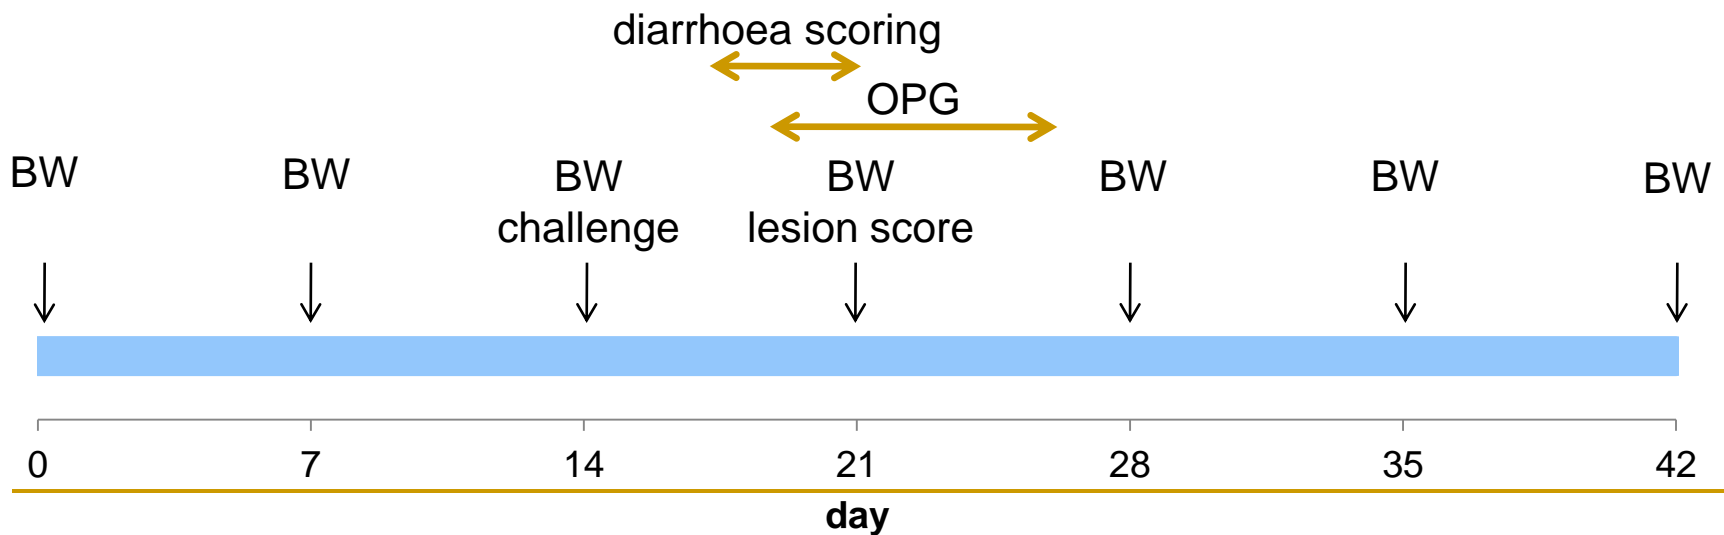 diarrhoea scoring
OPG
BW BW BW BW BW BW BW
challenge lesion score
0 7 14 21 28 35 42
day